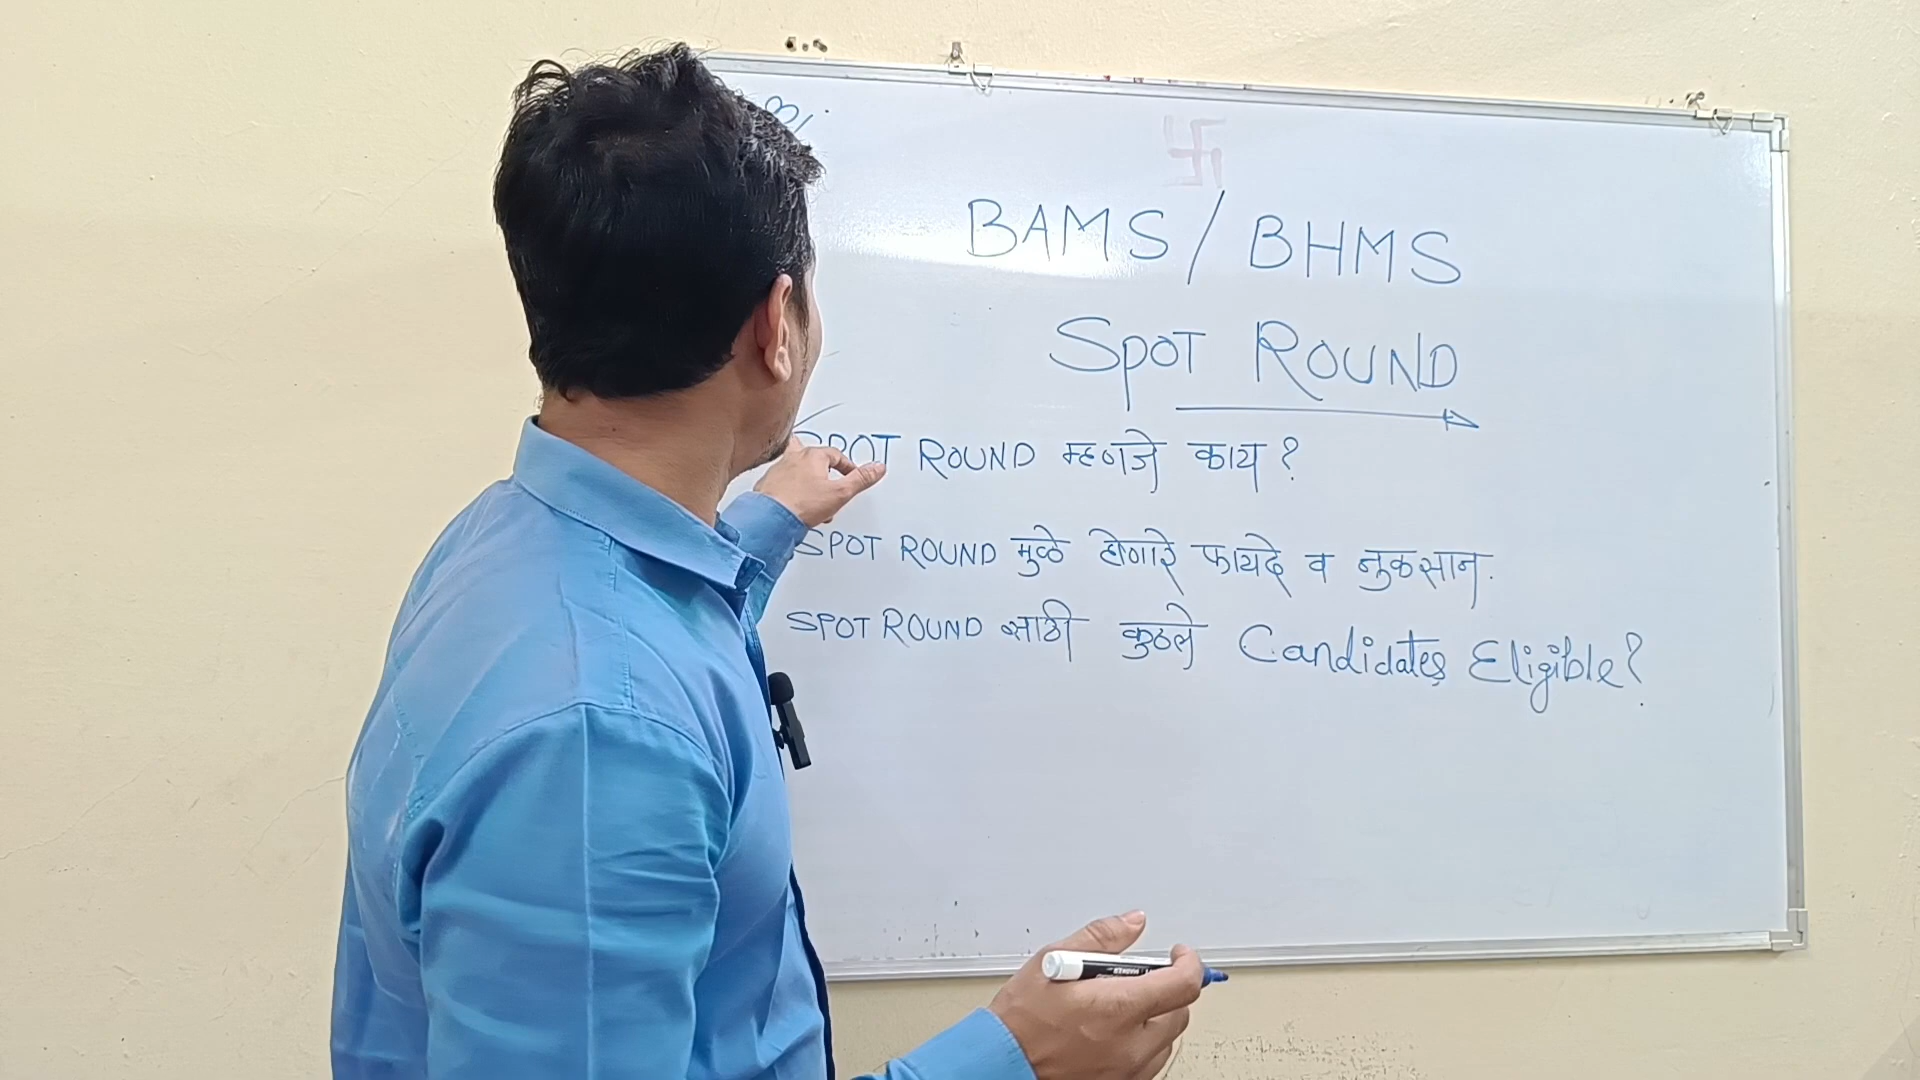 BAMS / BHMS
SPOT ROUND
SPOT ROUND म्हणजे काय ?
SPOT ROUND मुळे होणारे फायदे व नुकसान.
SPOT ROUND साठी कुठले Candidates Eligible?